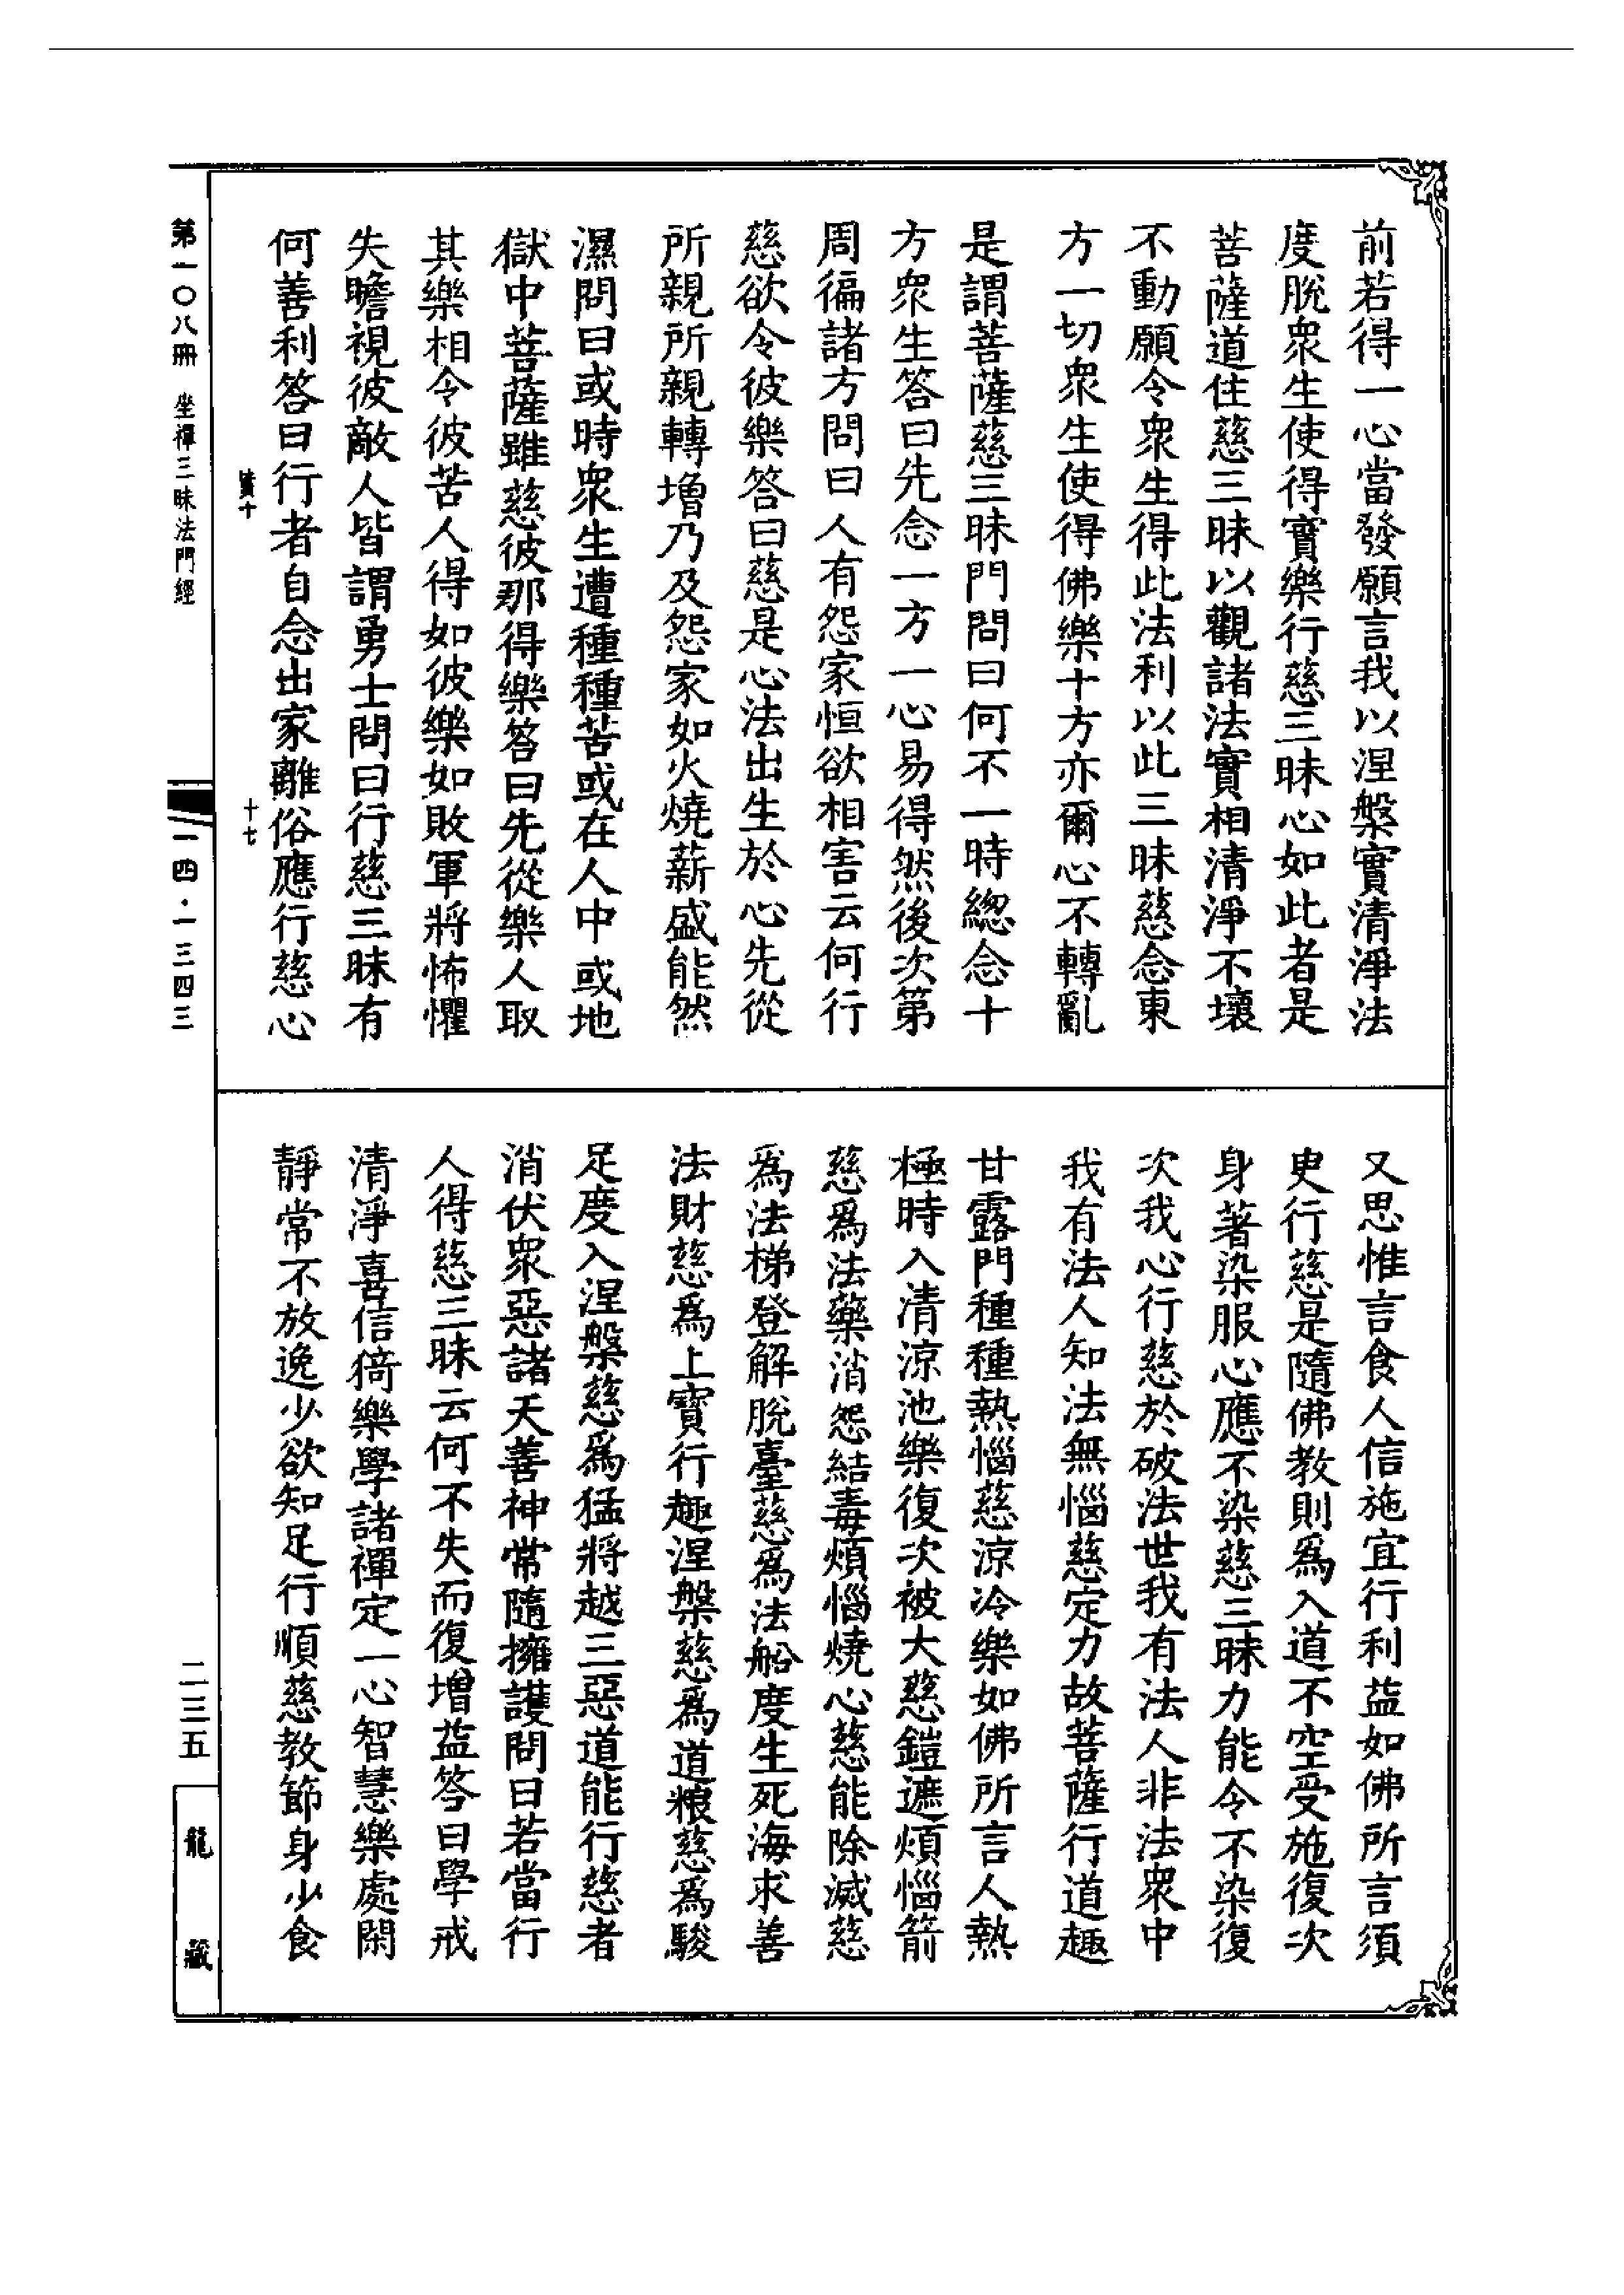 前若得一心當發願言我以涅槃實清淨法
度脫衆生使得實樂行慈三昧心如此者是
菩薩道住慈三昧以觀諸法實相清淨不壞
不動願令衆生得此法利以此三昧慈念東
方一切衆生使得佛樂十方亦爾心不轉亂
是謂菩薩慈三昧門問曰何不一時緫念十
方衆生答曰先念一方一心易得然後次第
周徧諸方問曰人有怨家恒欲相害云何行
慈欲令彼樂答曰慈是心法出生於心先從
所親所親轉增乃及怨家如火燒薪盛能然
濕問曰或時衆生遭種種苦或在人中或地
獄中菩薩雖慈彼那得樂答曰先從樂人取
其樂相令彼苦人得如彼樂如敗軍將怖懼
失瞻視彼敵人皆謂勇士問曰行慈三昧有
何善利答曰行者自念出家離俗應行慈心
又思惟言食人信施宜行利益如佛所言須
臾行慈是隨佛教則爲入道不空受施復次
身著染服心應不染慈三昧力能令不染復
次我心行慈於破法世我有法人非法衆中
我有法人知法無惱慈定力故菩薩行道趣
甘露門種種熱惱慈涼冷樂如佛所言人熱
極時入清涼池樂復次被大慈鎧遮煩惱箭
慈爲法藥消怨結毒煩惱燒心慈能除滅慈
爲法梯登解脫臺慈爲法船度生死海求善
法財慈爲上寶行趣涅槃慈爲道粮慈爲駿
足度入涅槃慈爲猛將越三惡道能行慈者
消伏衆惡諸天善神常隨擁護問曰若當行
人得慈三昧云何不失而復增益答曰學戒
清淨喜信猗樂學諸禪定一心智慧樂處閑
靜常不放逸少欲知足行順慈教節身少食
十七
第一〇八冊 坐禪三昧法門經
一四·一三四三
二三五
龍藏